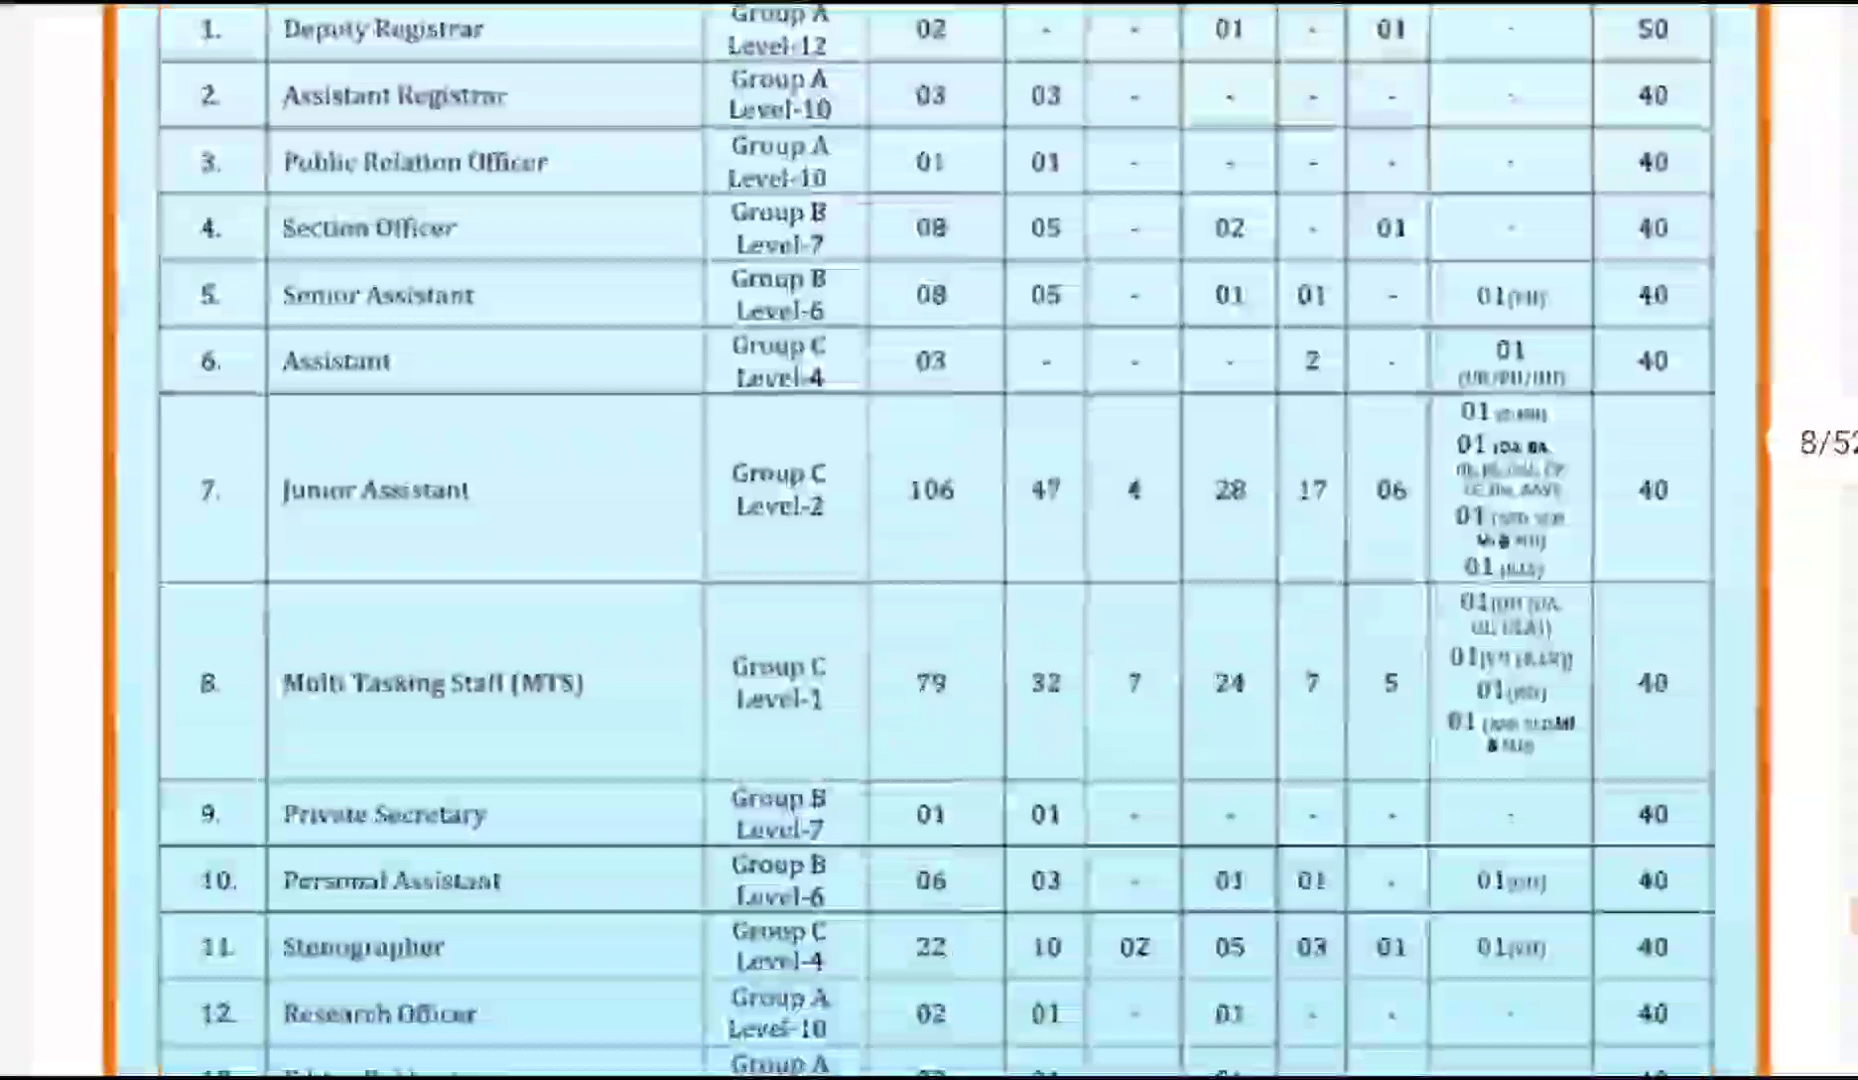 1. Deputy Registrar Group A Level-12 02 - - 01 - 01 - 50
2. Assistant Registrar Group A Level-10 03 03 - - - - - 40
3. Public Relation Officer Group A Level-10 01 01 - - - - - 40
4. Section Officer Group B Level-7 08 05 - 02 - 01 - 40
5. Senior Assistant Group B Level-6 08 05 - 01 01 - 01 40
6. Assistant Group C Level-4 03 - - - 2 - 01 40
7. Junior Assistant Group C Level-2 106 47 4 28 17 06 01 01 01 01 40
8. Multi Tasking Staff (MTS) Group C Level-1 79 32 7 24 7 5 01 01 01 01 40
9. Private Secretary Group B Level-7 01 01 - - - - - 40
10. Personal Assistant Group B Level-6 06 03 - 01 01 - 01 40
11. Stenographer Group C Level-4 22 10 02 05 03 01 01 40
12. Research Officer Group A Level-10 02 01 - 01 - - - 40
Group A
8/52